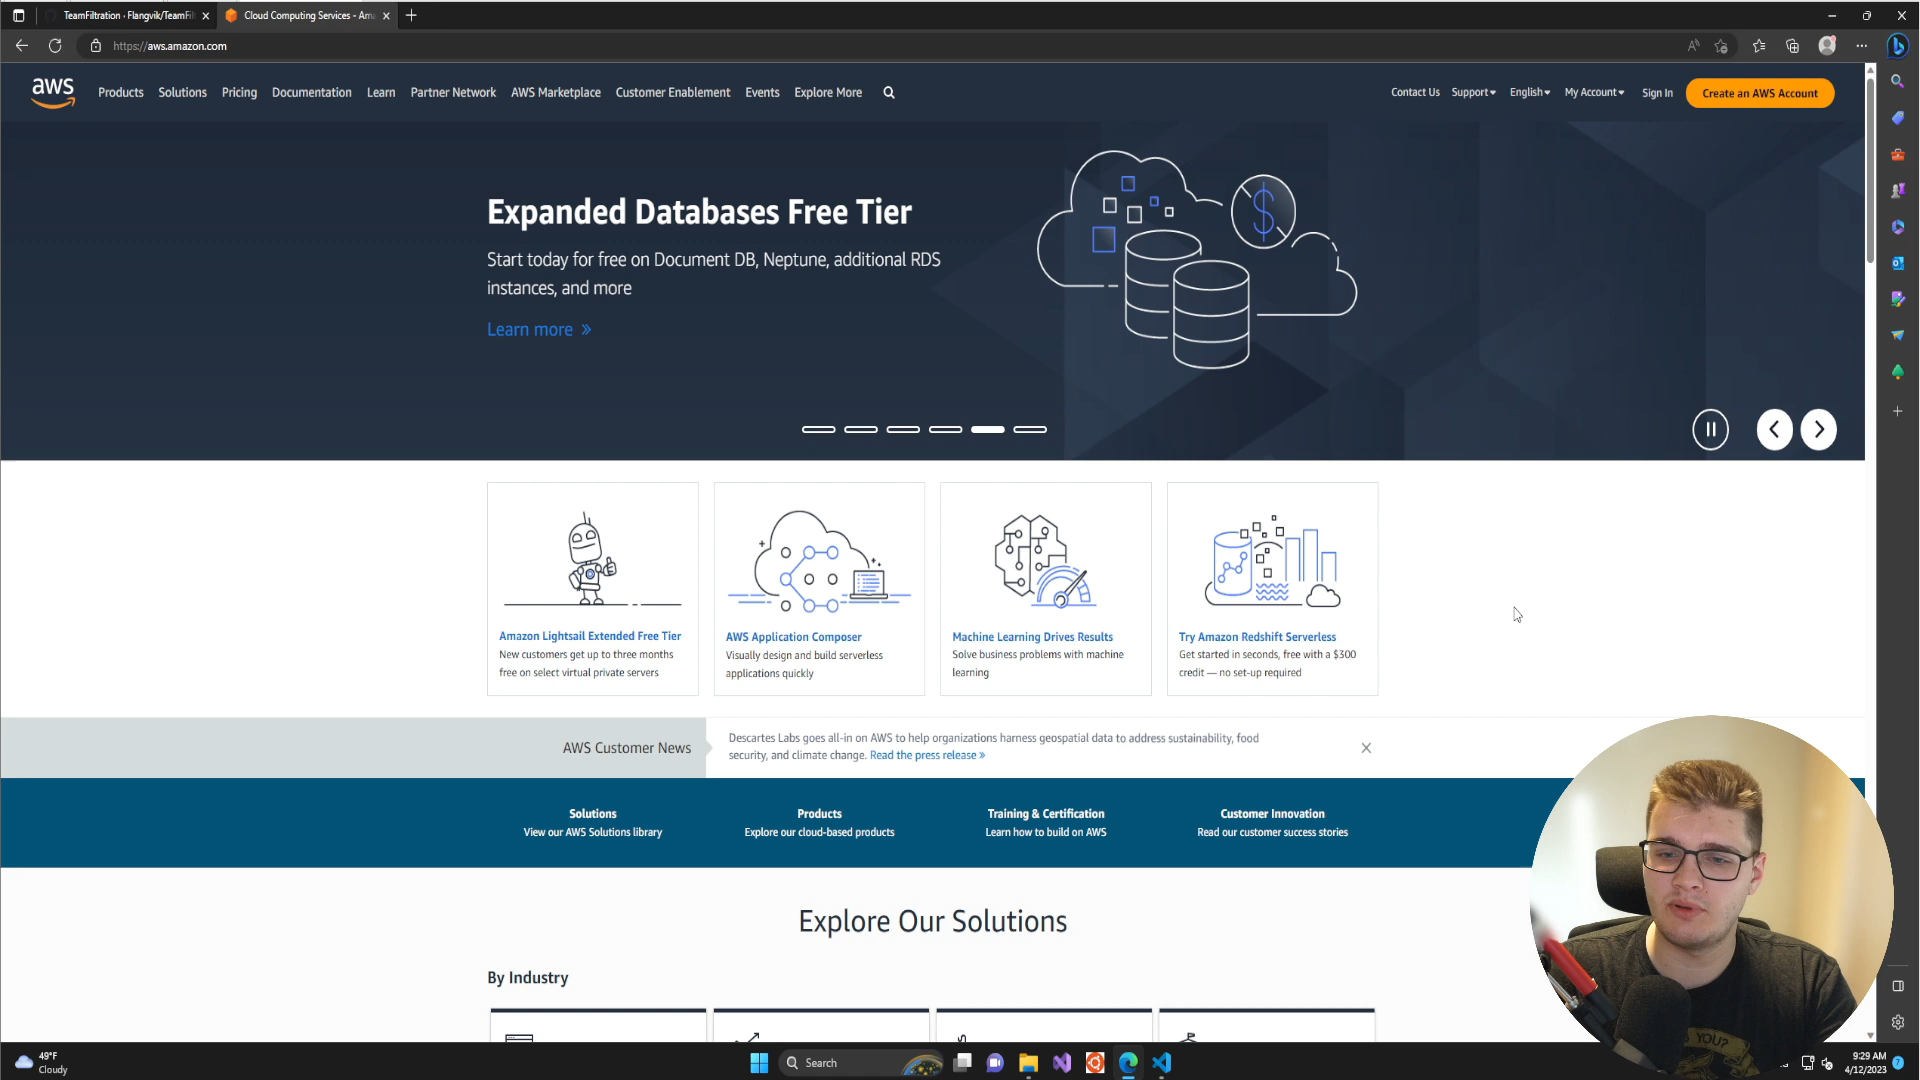 TeamFiltration · Flangvik/TeamFil
Cloud Computing Services - Ama
https://aws.amazon.com
aws
Products
Solutions
Pricing
Documentation
Learn
Partner Network
AWS Marketplace
Customer Enablement
Events
Explore More
Contact Us
Support
English
My Account
Sign In
Create an AWS Account
Expanded Databases Free Tier
Start today for free on Document DB, Neptune, additional RDS
instances, and more
Learn more »
Amazon Lightsail Extended Free Tier
New customers get up to three months
free on select virtual private servers
AWS Application Composer
Visually design and build serverless
applications quickly
Machine Learning Drives Results
Solve business problems with machine
learning
Try Amazon Redshift Serverless
Get started in seconds, free with a $300
credit — no set-up required
AWS Customer News
Descartes Labs goes all-in on AWS to help organizations harness geospatial data to address sustainability, food
security, and climate change. Read the press release »
Solutions
View our AWS Solutions library
Products
Explore our cloud-based products
Training & Certification
Learn how to build on AWS
Customer Innovation
Read our customer success stories
Explore Our Solutions
By Industry
YOU?
49°F
Cloudy
Search
9:29 AM
4/12/2023